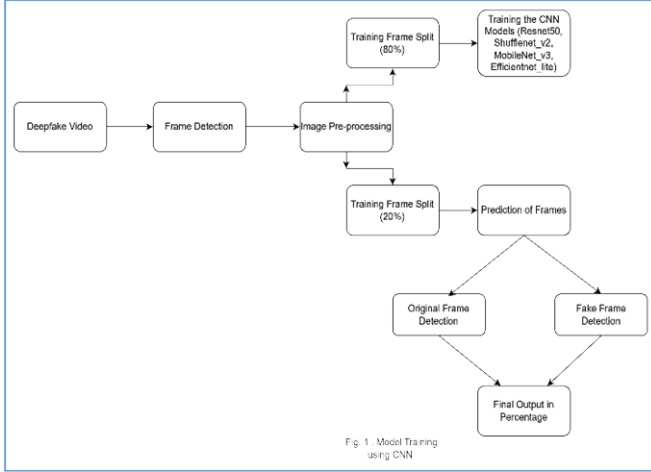 Training Frame Split
(80%)
Training the CNN
Models (Resnet50,
Shufflenet_v2,
MobileNet_v3,
Efficientnet_lite)
Deepfake Video
Frame Detection
Image Pre-processing
Training Frame Split
(20%)
Prediction of Frames
Original Frame
Detection
Fake Frame
Detection
Final Output in
Percentage
Fig. 1 . Model Training
using CNN